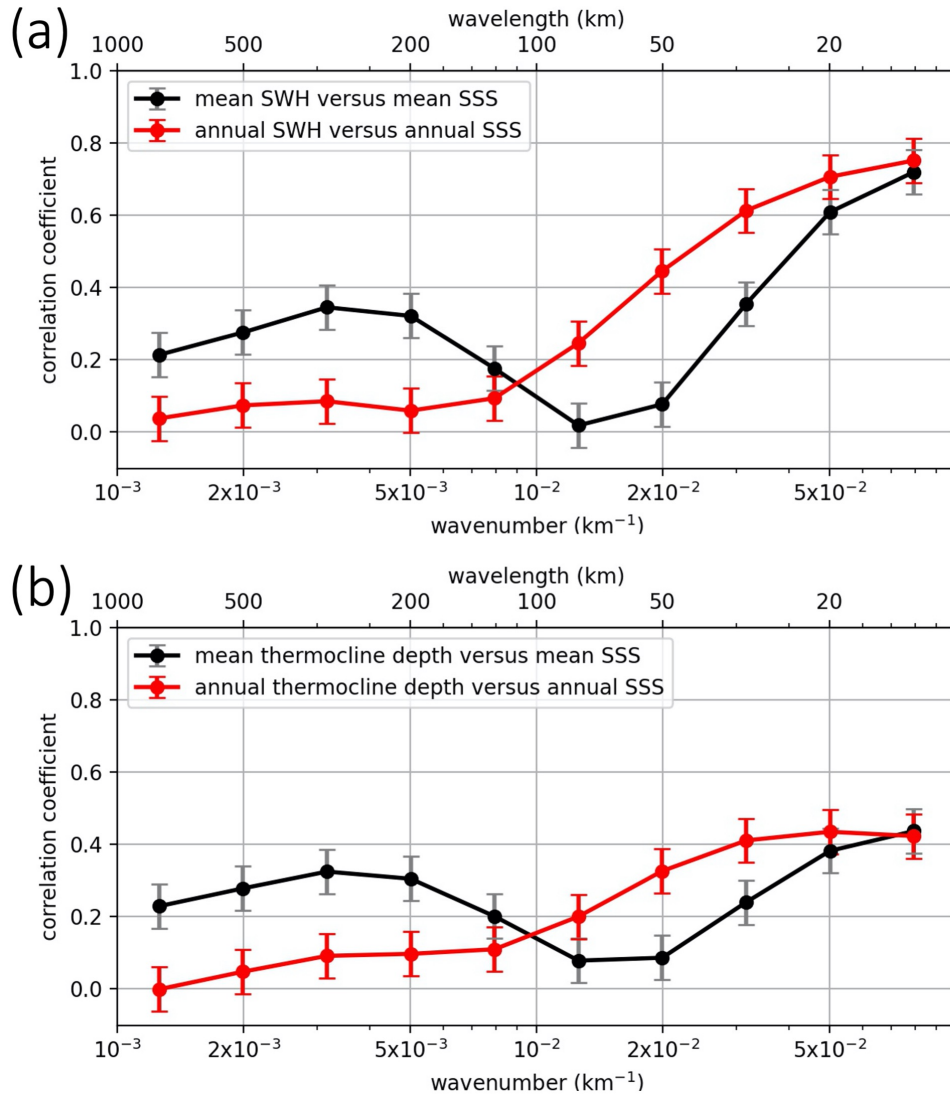 (a)
wavelength (km)
1000 500 200 100 50 20
1.0
0.8
0.6
0.4
0.2
0.0
correlation coefficient
mean SWH versus mean SSS
annual SWH versus annual SSS
10⁻³ 2x10⁻³ 5x10⁻³ 10⁻² 2x10⁻² 5x10⁻²
wavenumber (km⁻¹)
(b)
wavelength (km)
1000 500 200 100 50 20
1.0
0.8
0.6
0.4
0.2
0.0
correlation coefficient
mean thermocline depth versus mean SSS
annual thermocline depth versus annual SSS
10⁻³ 2x10⁻³ 5x10⁻³ 10⁻² 2x10⁻² 5x10⁻²
wavenumber (km⁻¹)